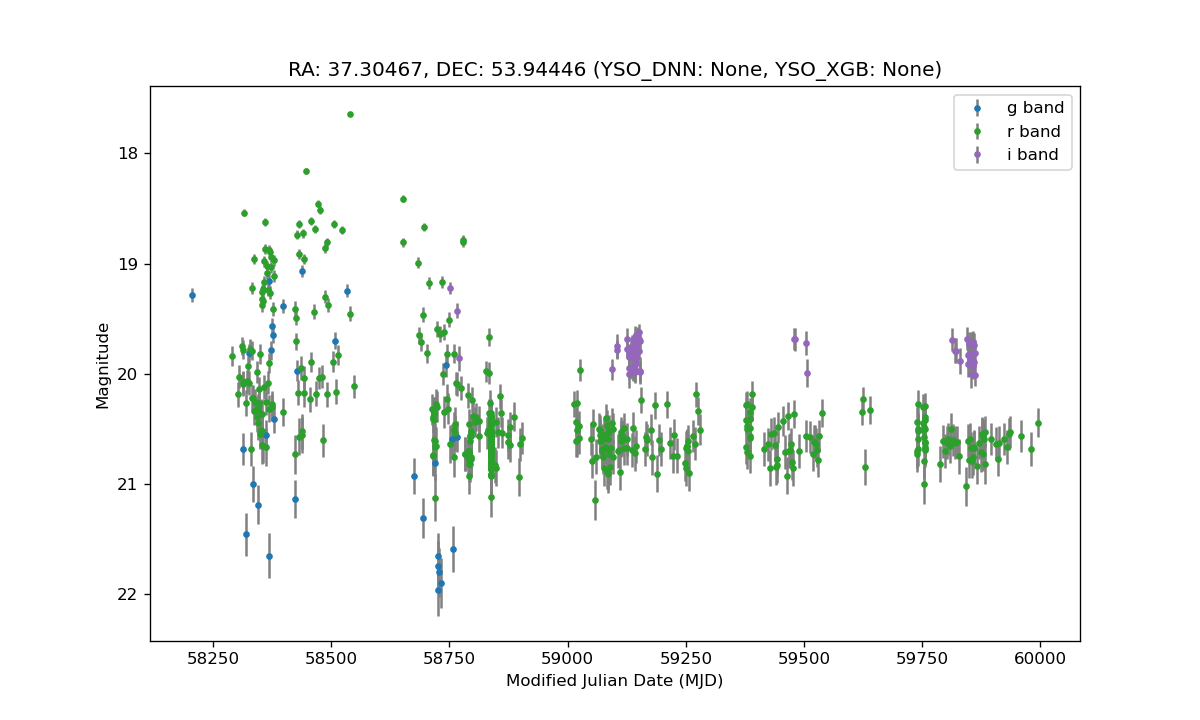 RA: 37.30467, DEC: 53.94446 (YSO_DNN: None, YSO_XGB: None)
g band
r band
i band
18
19
20
21
22
Magnitude
58250 58500 58750 59000 59250 59500 59750 60000
Modified Julian Date (MJD)